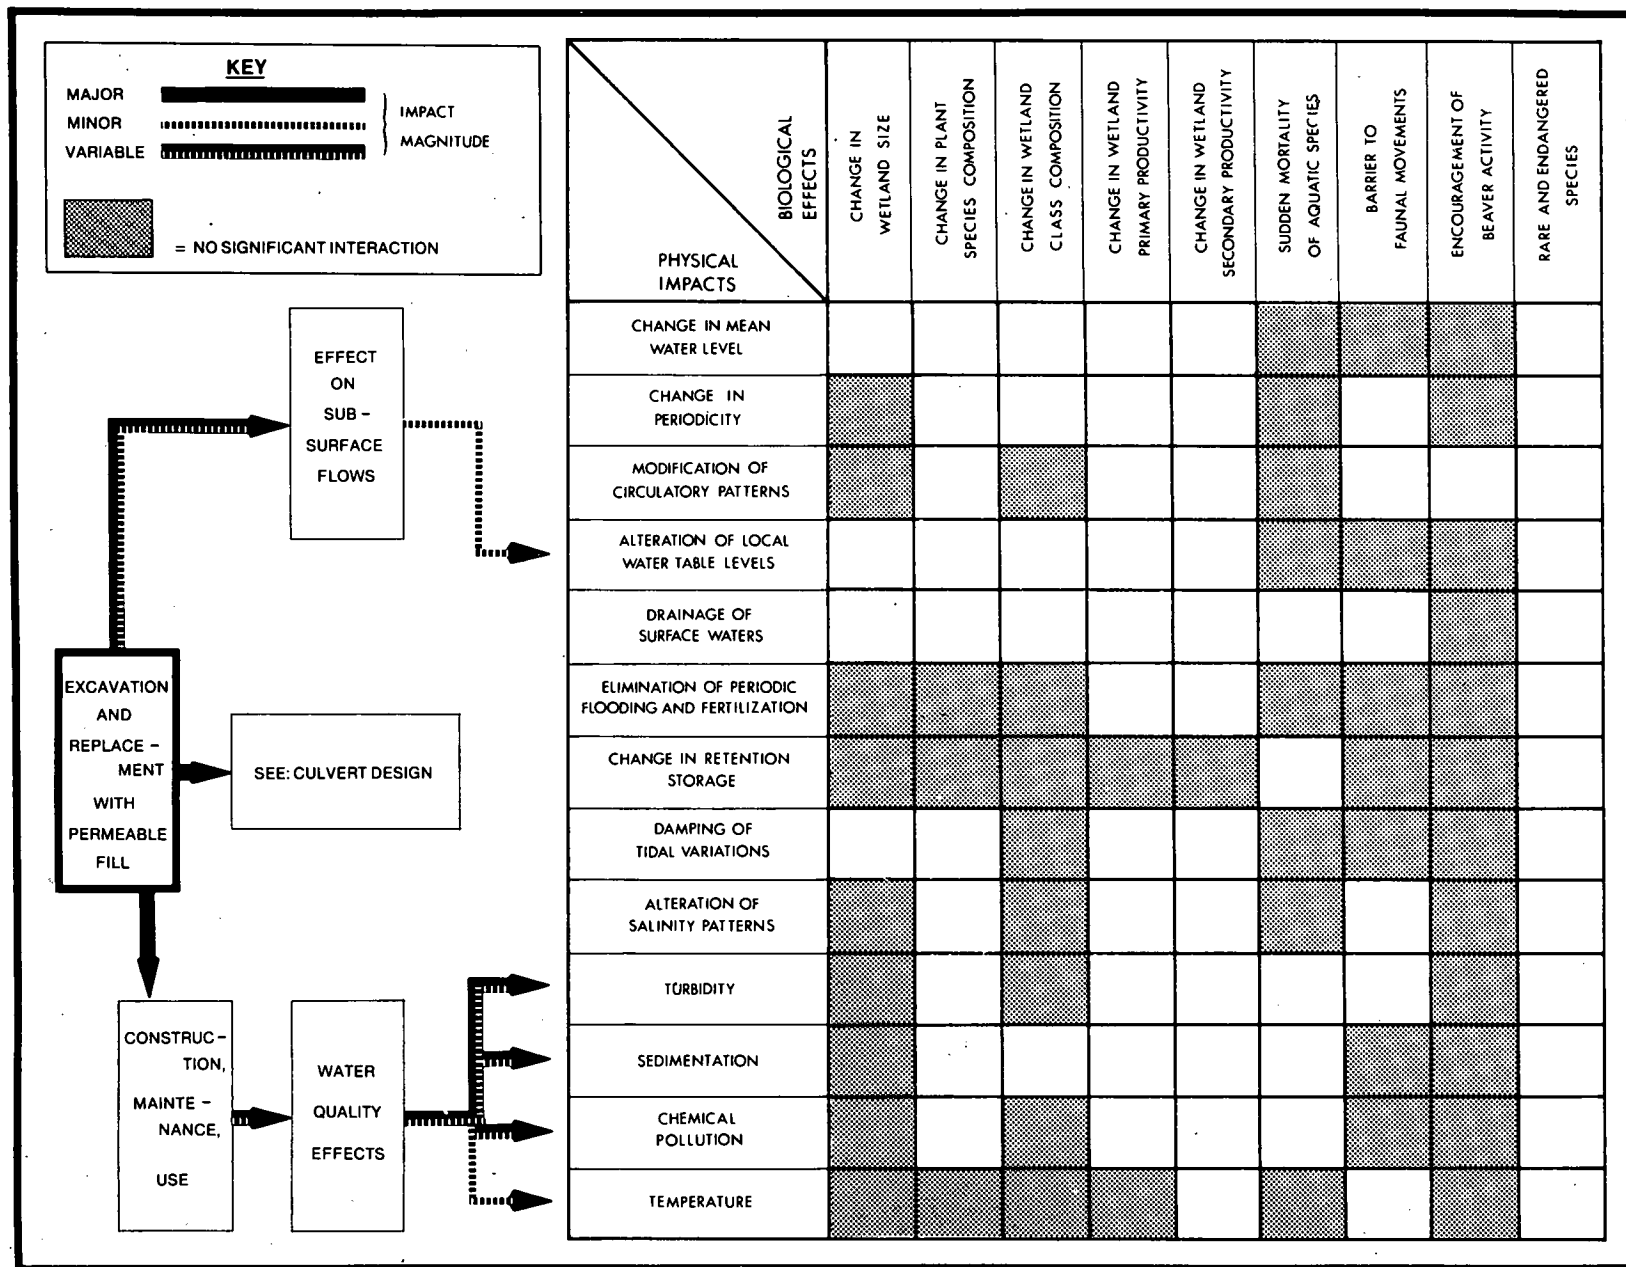 KEY
MAJOR
MINOR
VARIABLE
IMPACT
MAGNITUDE
= NO SIGNIFICANT INTERACTION
EFFECT
ON
SUB –
SURFACE
FLOWS
EXCAVATION
AND
REPLACE –
MENT
WITH
PERMEABLE
FILL
SEE: CULVERT DESIGN
CONSTRUC –
TION,
MAINTE –
NANCE,
USE
WATER
QUALITY
EFFECTS
BIOLOGICAL
EFFECTS
PHYSICAL
IMPACTS
CHANGE IN
WETLAND SIZE
CHANGE IN PLANT
SPECIES COMPOSITION
CHANGE IN WETLAND
CLASS COMPOSITION
CHANGE IN WETLAND
PRIMARY PRODUCTIVITY
CHANGE IN WETLAND
SECONDARY PRODUCTIVITY
SUDDEN MORTALITY
OF AQUATIC SPECIES
BARRIER TO
FAUNAL MOVEMENTS
ENCOURAGEMENT OF
BEAVER ACTIVITY
RARE AND ENDANGERED
SPECIES
CHANGE IN MEAN
WATER LEVEL
CHANGE IN
PERIODICITY
MODIFICATION OF
CIRCULATORY PATTERNS
ALTERATION OF LOCAL
WATER TABLE LEVELS
DRAINAGE OF
SURFACE WATERS
ELIMINATION OF PERIODIC
FLOODING AND FERTILIZATION
CHANGE IN RETENTION
STORAGE
DAMPING OF
TIDAL VARIATIONS
ALTERATION OF
SALINITY PATTERNS
TURBIDITY
SEDIMENTATION
CHEMICAL
POLLUTION
TEMPERATURE